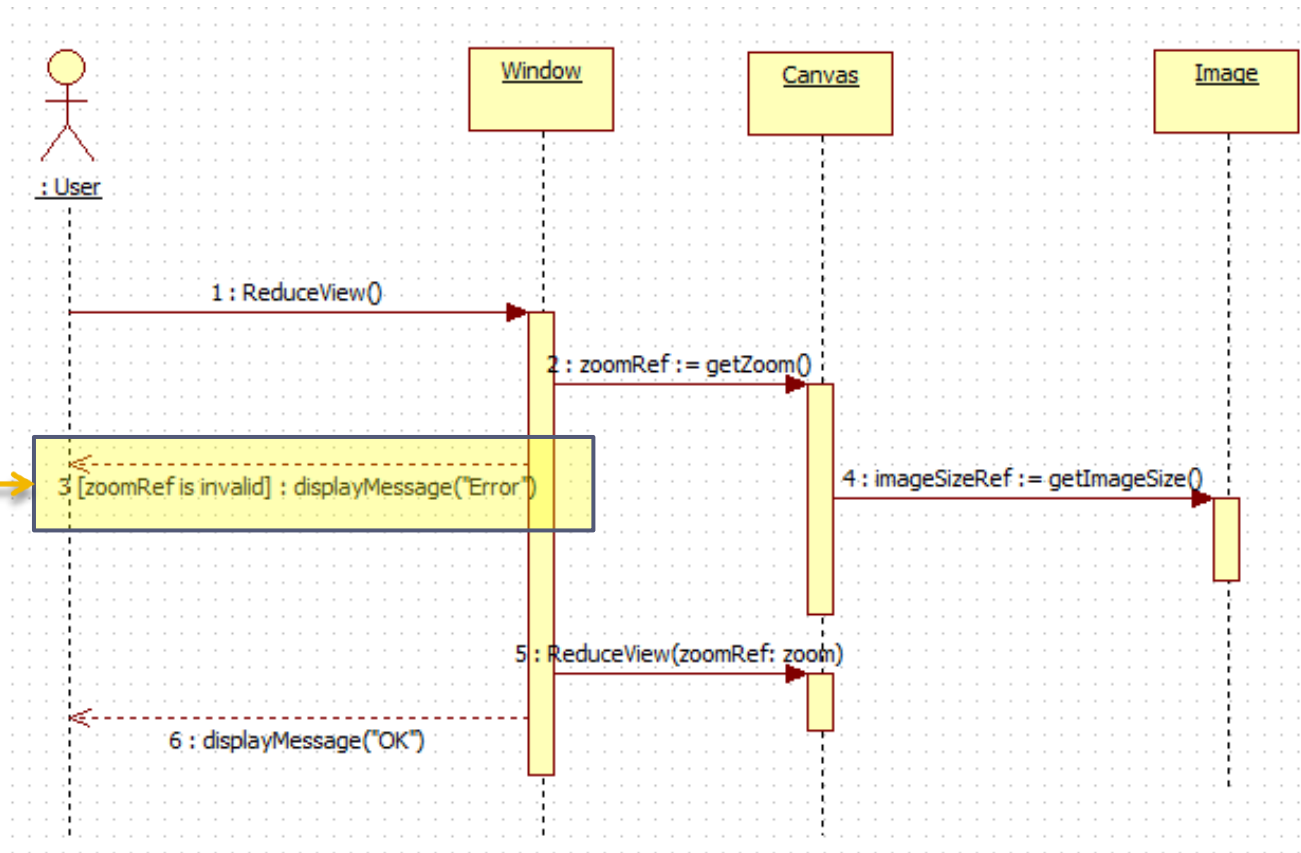 Window
Canvas
Image
: User
1 : ReduceView()
2 : zoomRef := getZoom()
3 [zoomRef is invalid] : displayMessage("Error")
4 : imageSizeRef := getImageSize()
5 : ReduceView(zoomRef: zoom)
6 : displayMessage("OK")